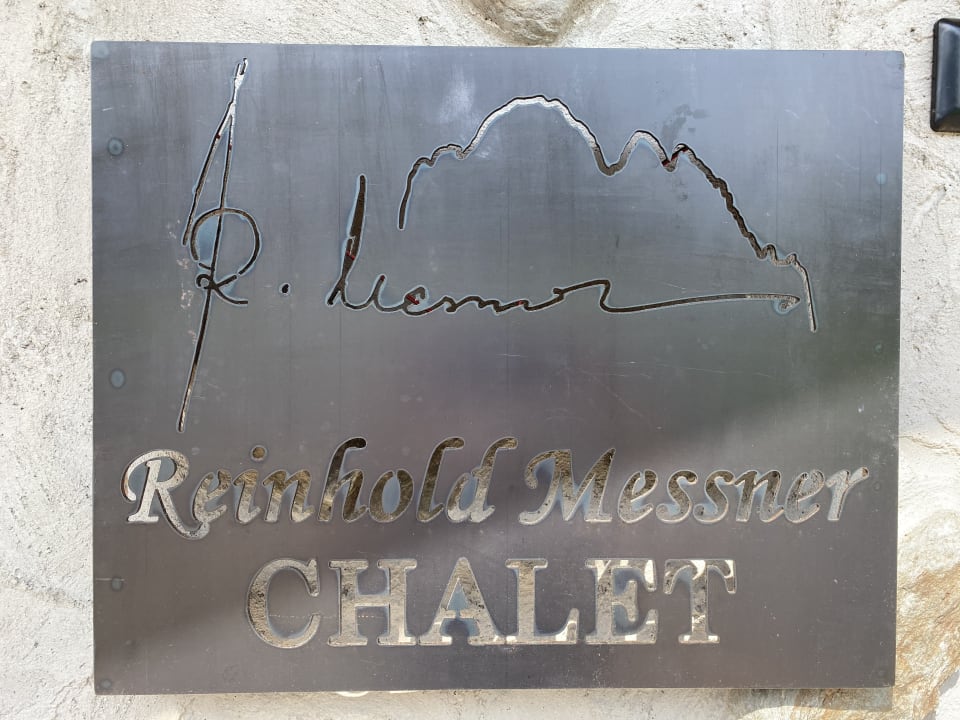 R. Messner
Reinhold Messner
CHALET